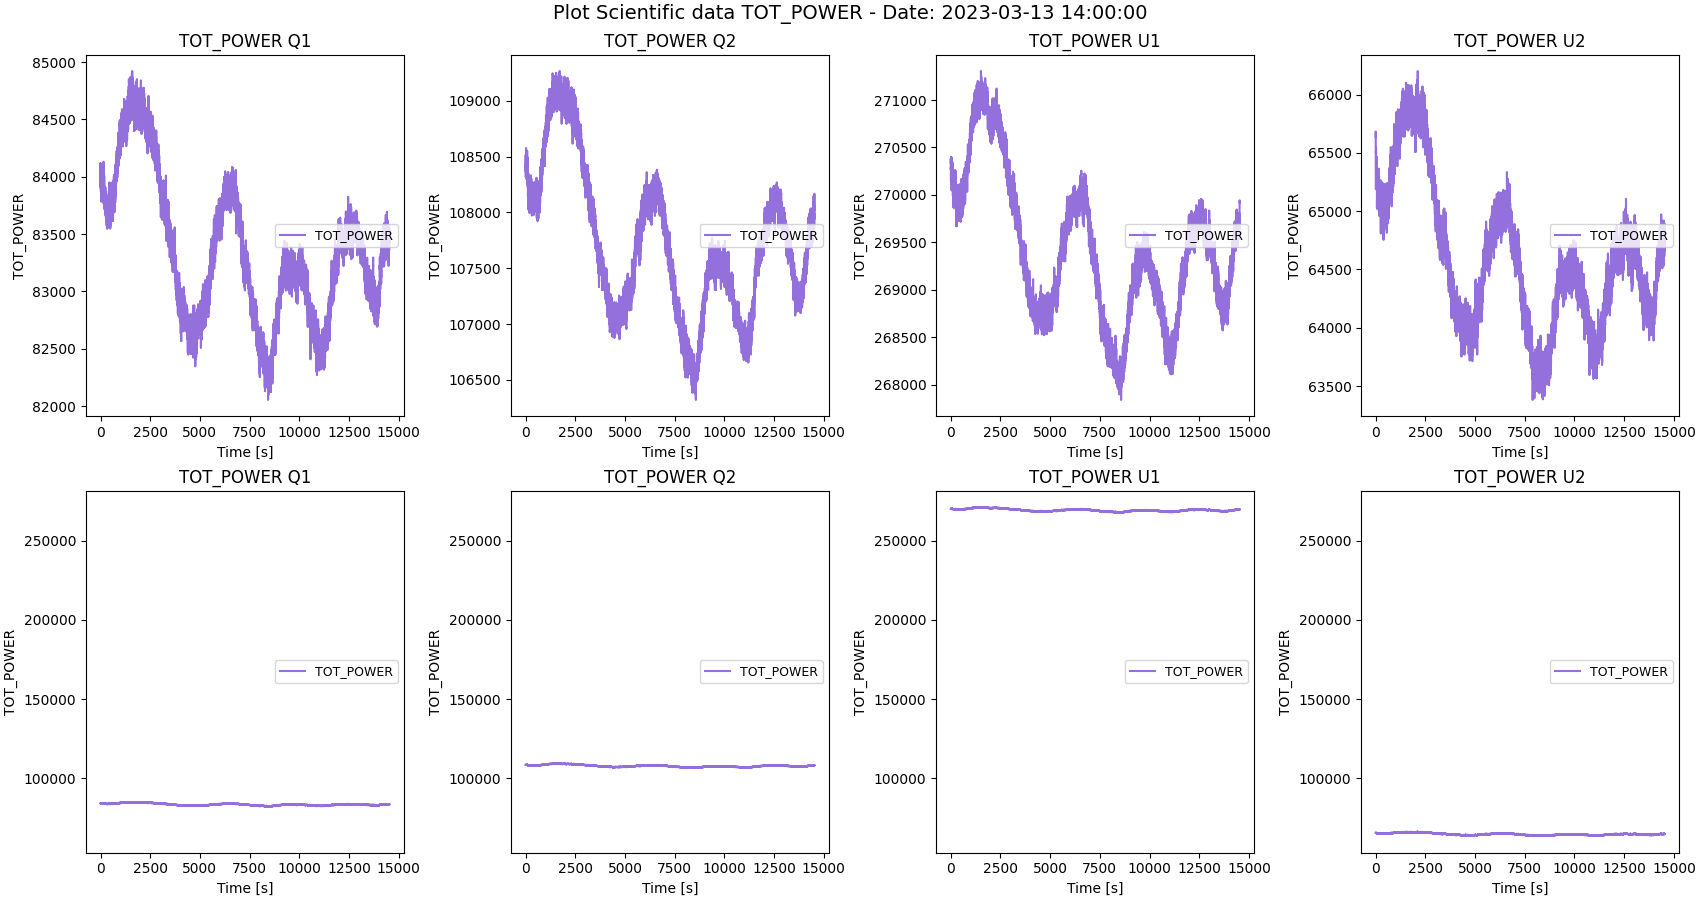 Plot Scientific data TOT_POWER - Date: 2023-03-13 14:00:00
TOT_POWER Q1
TOT_POWER
85000
84500
84000
83500
83000
82500
82000
0 2500 5000 7500 10000 12500 15000
Time [s]
TOT_POWER
TOT_POWER Q2
TOT_POWER
109000
108500
108000
107500
107000
106500
0 2500 5000 7500 10000 12500 15000
Time [s]
TOT_POWER
TOT_POWER U1
TOT_POWER
271000
270500
270000
269500
269000
268500
268000
0 2500 5000 7500 10000 12500 15000
Time [s]
TOT_POWER
TOT_POWER U2
TOT_POWER
66000
65500
65000
64500
64000
63500
0 2500 5000 7500 10000 12500 15000
Time [s]
TOT_POWER
TOT_POWER Q1
TOT_POWER
250000
200000
150000
100000
0 2500 5000 7500 10000 12500 15000
Time [s]
TOT_POWER
TOT_POWER Q2
TOT_POWER
250000
200000
150000
100000
0 2500 5000 7500 10000 12500 15000
Time [s]
TOT_POWER
TOT_POWER U1
TOT_POWER
250000
200000
150000
100000
0 2500 5000 7500 10000 12500 15000
Time [s]
TOT_POWER
TOT_POWER U2
TOT_POWER
250000
200000
150000
100000
0 2500 5000 7500 10000 12500 15000
Time [s]
TOT_POWER